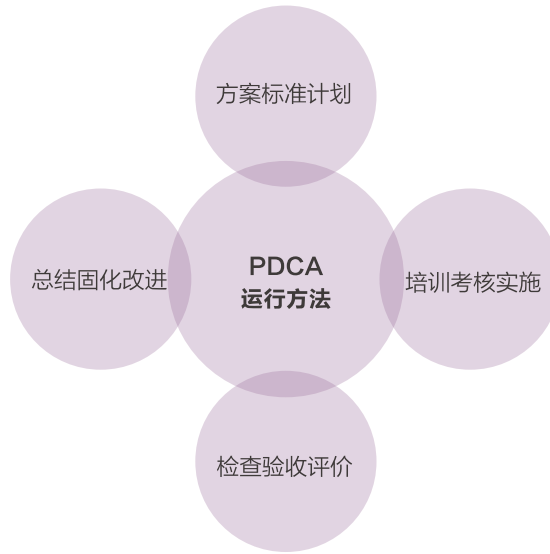 方案标准计划
总结固化改进
PDCA
运行方法
培训考核实施
检查验收评价